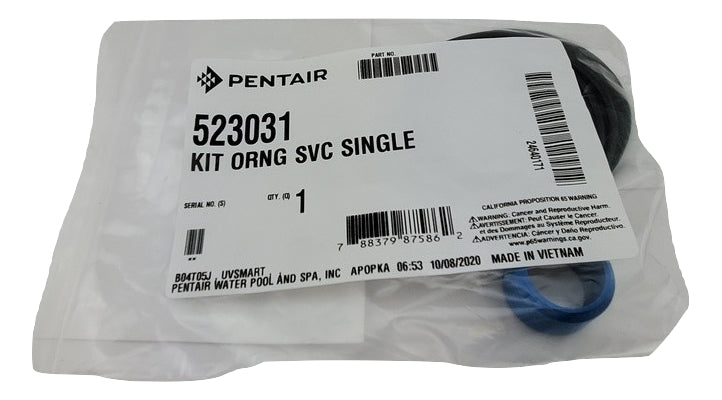 PENTAIR
PART NO.
523031
KIT ORNG SVC SINGLE
24640171
SERIAL NO. (S)
QTY. (Q) 1
7 88379 87586 2
CALIFORNIA PROPOSITION 65 WARNING
WARNING: Cancer and Reproductive Harm
AVERTISSEMENT: Peut Causer le Cancer,
et des Dommages au Système Reproducteur.
ADVERTENCIA: Cáncer y Daño Reproductivo.
www.p65warnings.ca.gov.
B04T05J , UVSMART
PENTAIR WATER POOL AND SPA, INC APOPKA 06:53 10/08/2020 MADE IN VIETNAM